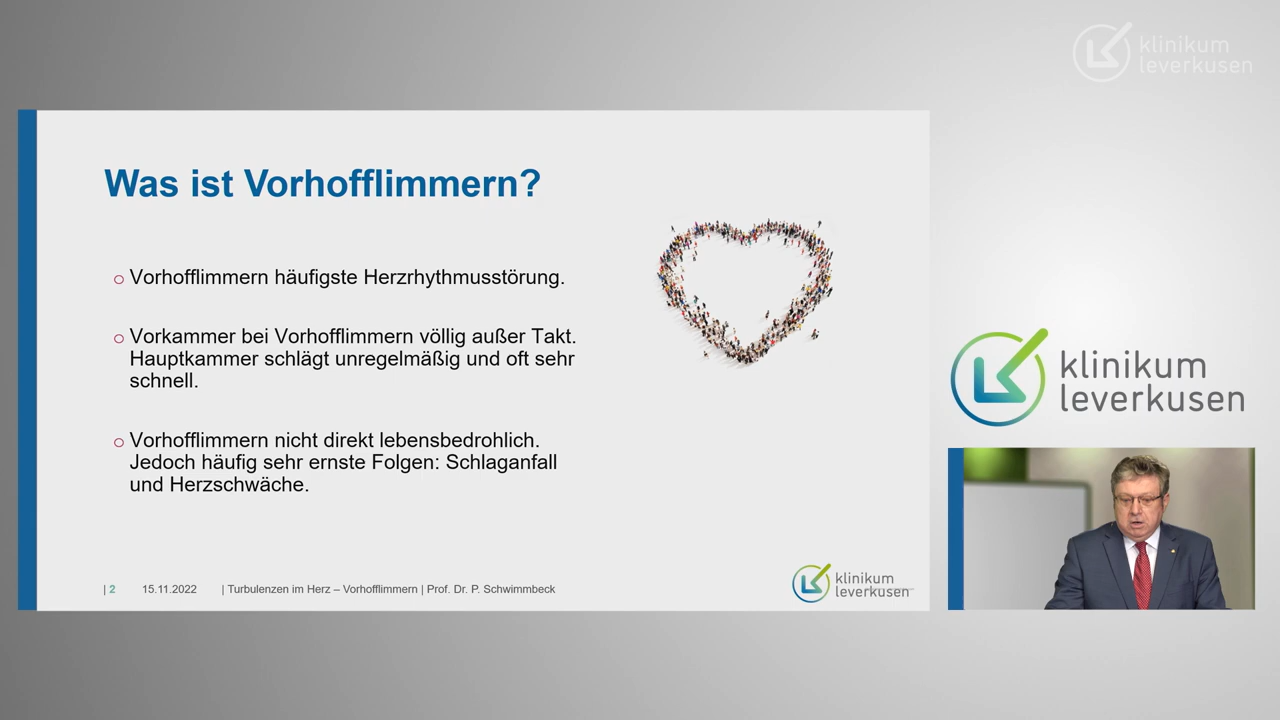 klinikum
leverkusen
Was ist Vorhofflimmern?
o Vorhofflimmern häufigste Herzrhythmusstörung.
o Vorkammer bei Vorhofflimmern völlig außer Takt.
Hauptkammer schlägt unregelmäßig und oft sehr
schnell.
o Vorhofflimmern nicht direkt lebensbedrohlich.
Jedoch häufig sehr ernste Folgen: Schlaganfall
und Herzschwäche.
| 2 15.11.2022 | Turbulenzen im Herz – Vorhofflimmern | Prof. Dr. P. Schwimmbeck
klinikum
leverkusen
klinikum
leverkusen